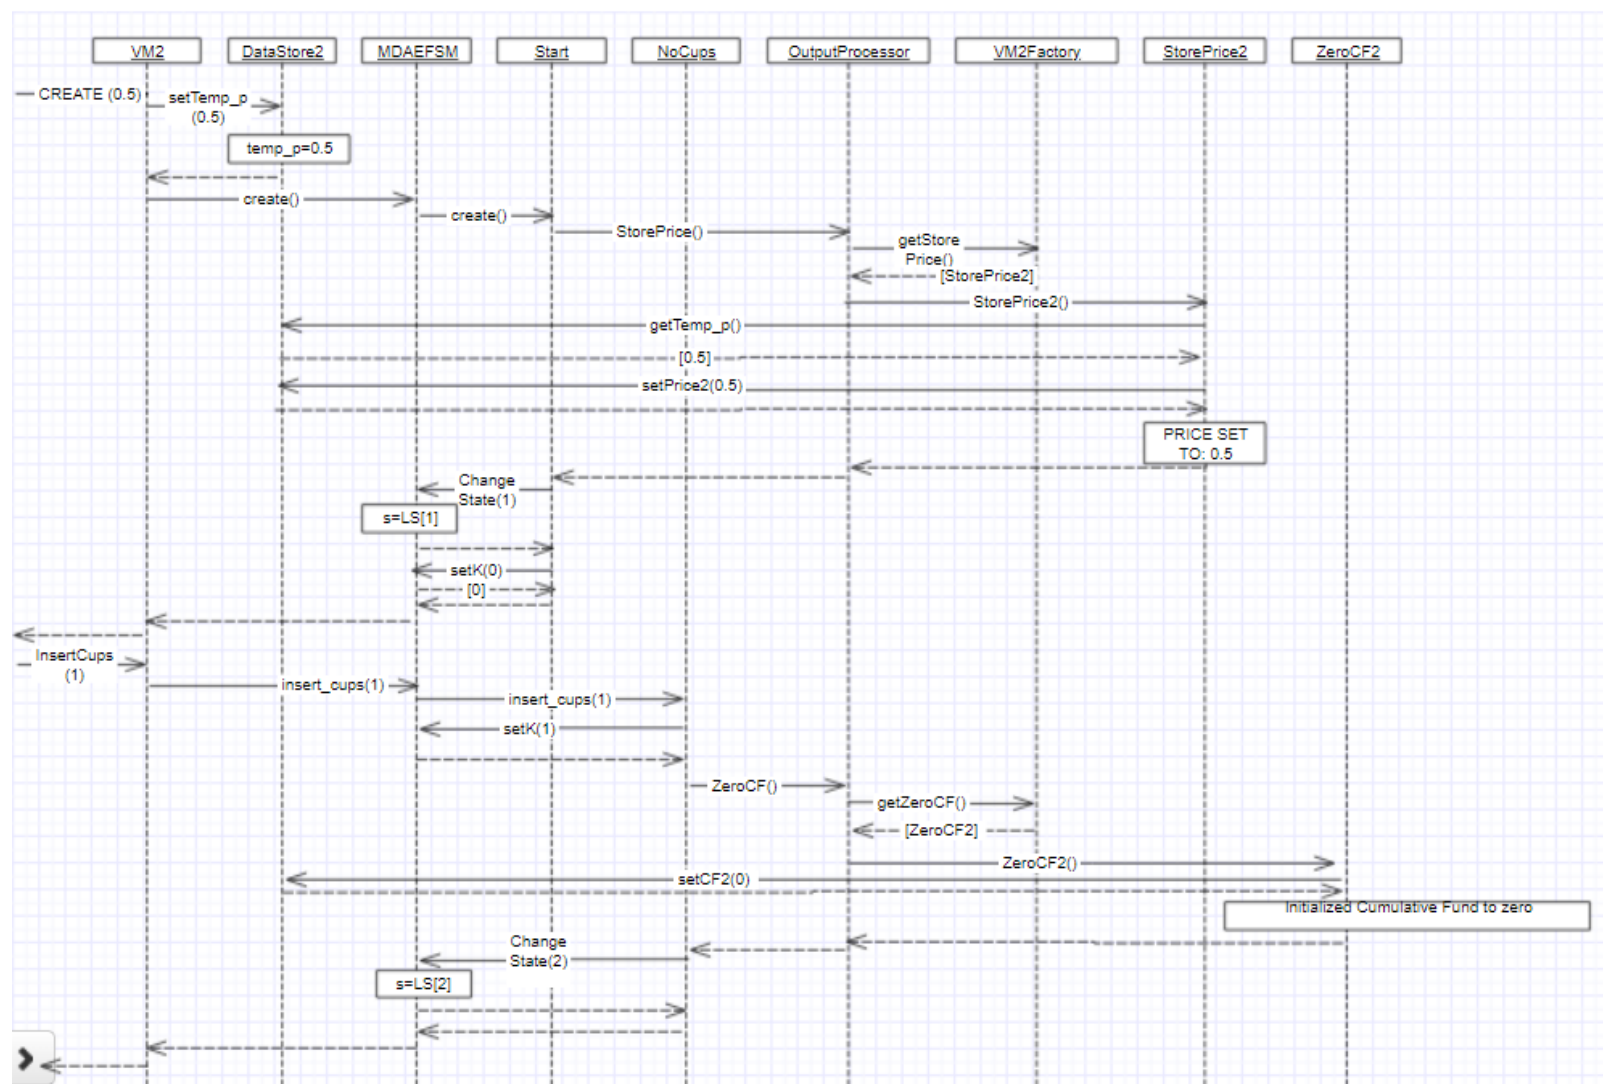 VM2
DataStore2
MDAEFSM
Start
NoCups
OutputProcessor
VM2Factory
StorePrice2
ZeroCF2
CREATE (0.5)
setTemp_p
(0.5)
temp_p=0.5
create()
create()
StorePrice()
getStore
Price()
[StorePrice2]
StorePrice2()
getTemp_p()
[0.5]
setPrice2(0.5)
PRICE SET
TO: 0.5
Change
State(1)
s=LS[1]
setK(0)
[0]
InsertCups
(1)
insert_cups(1)
insert_cups(1)
setK(1)
ZeroCF()
getZeroCF()
[ZeroCF2]
ZeroCF2()
setCF2(0)
Initialized Cumulative Fund to zero
Change
State(2)
s=LS[2]